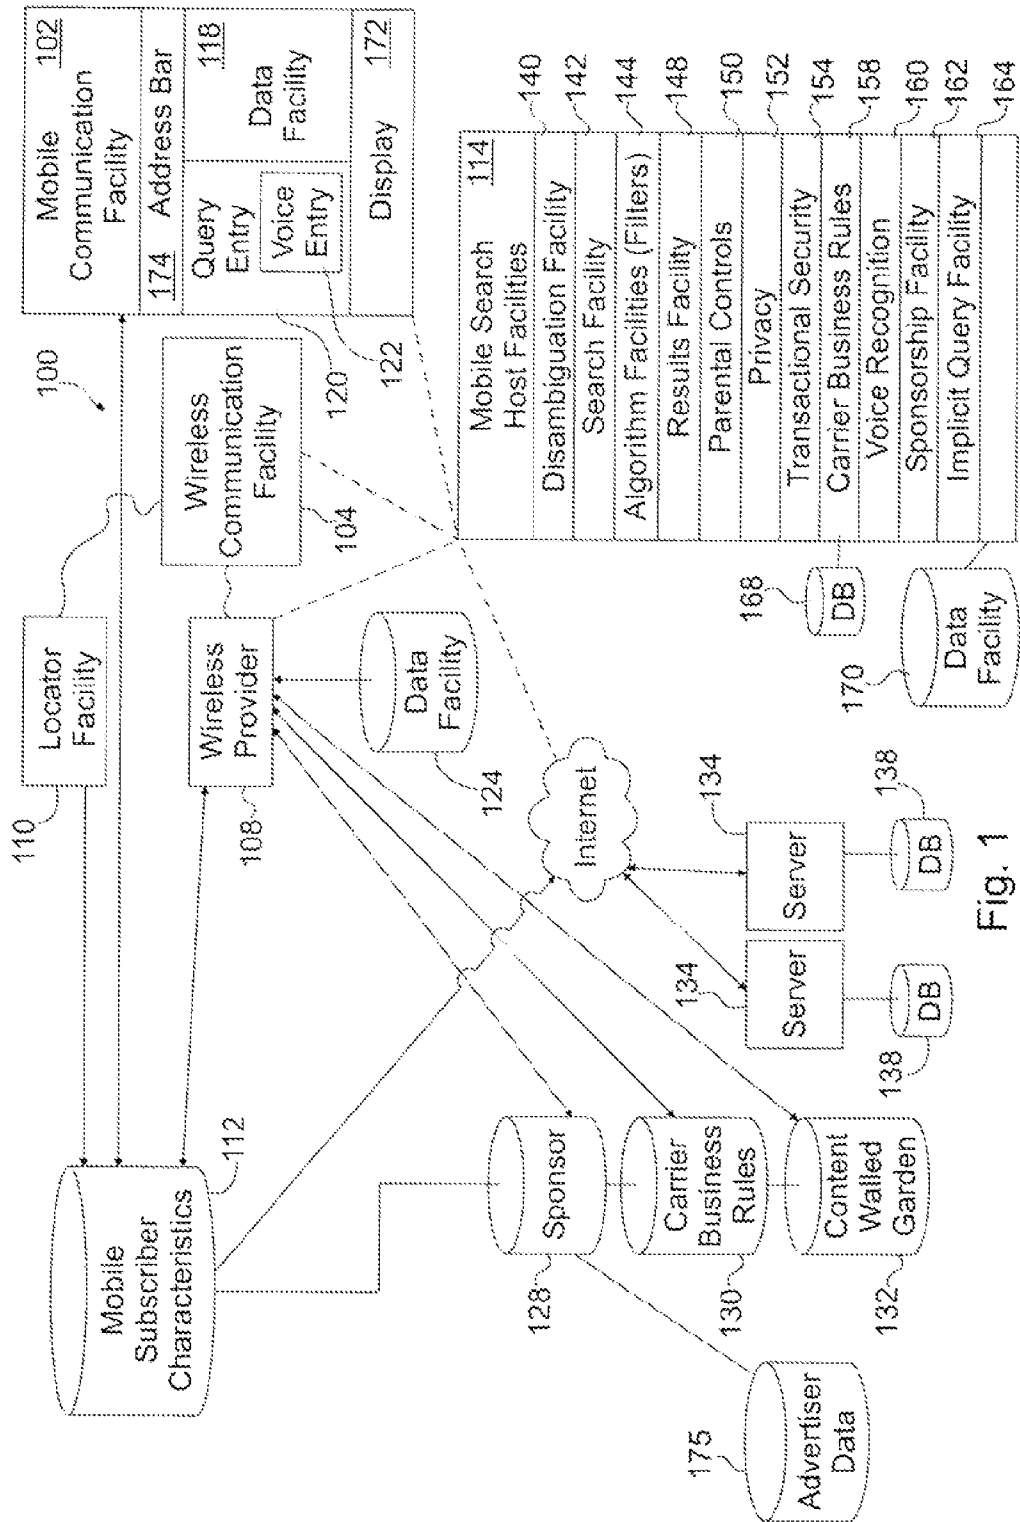 100
Mobile
Communication
Facility
102
174 Address Bar
Query
Entry
Voice
Entry
118
Data
Facility
Display 172
120
122
Wireless
Communication
Facility
104
Locator
Facility
110
Wireless
Provider
108
Data
Facility
124
Mobile
Subscriber
Characteristics
112
Internet
Sponsor
128
Carrier
Business
Rules
130
Content
Walled
Garden
132
Advertiser
Data
175
134
Server
134
Server
138
DB
138
DB
Mobile Search
Host Facilities
114
Disambiguation Facility 140
Search Facility 142
Algorithm Facilities (Filters) 144
Results Facility 148
Parental Controls 150
Privacy 152
Transactional Security 154
Carrier Business Rules 158
Voice Recognition 160
Sponsorship Facility 162
Implicit Query Facility 164
168
DB
170
Data
Facility
Fig. 1